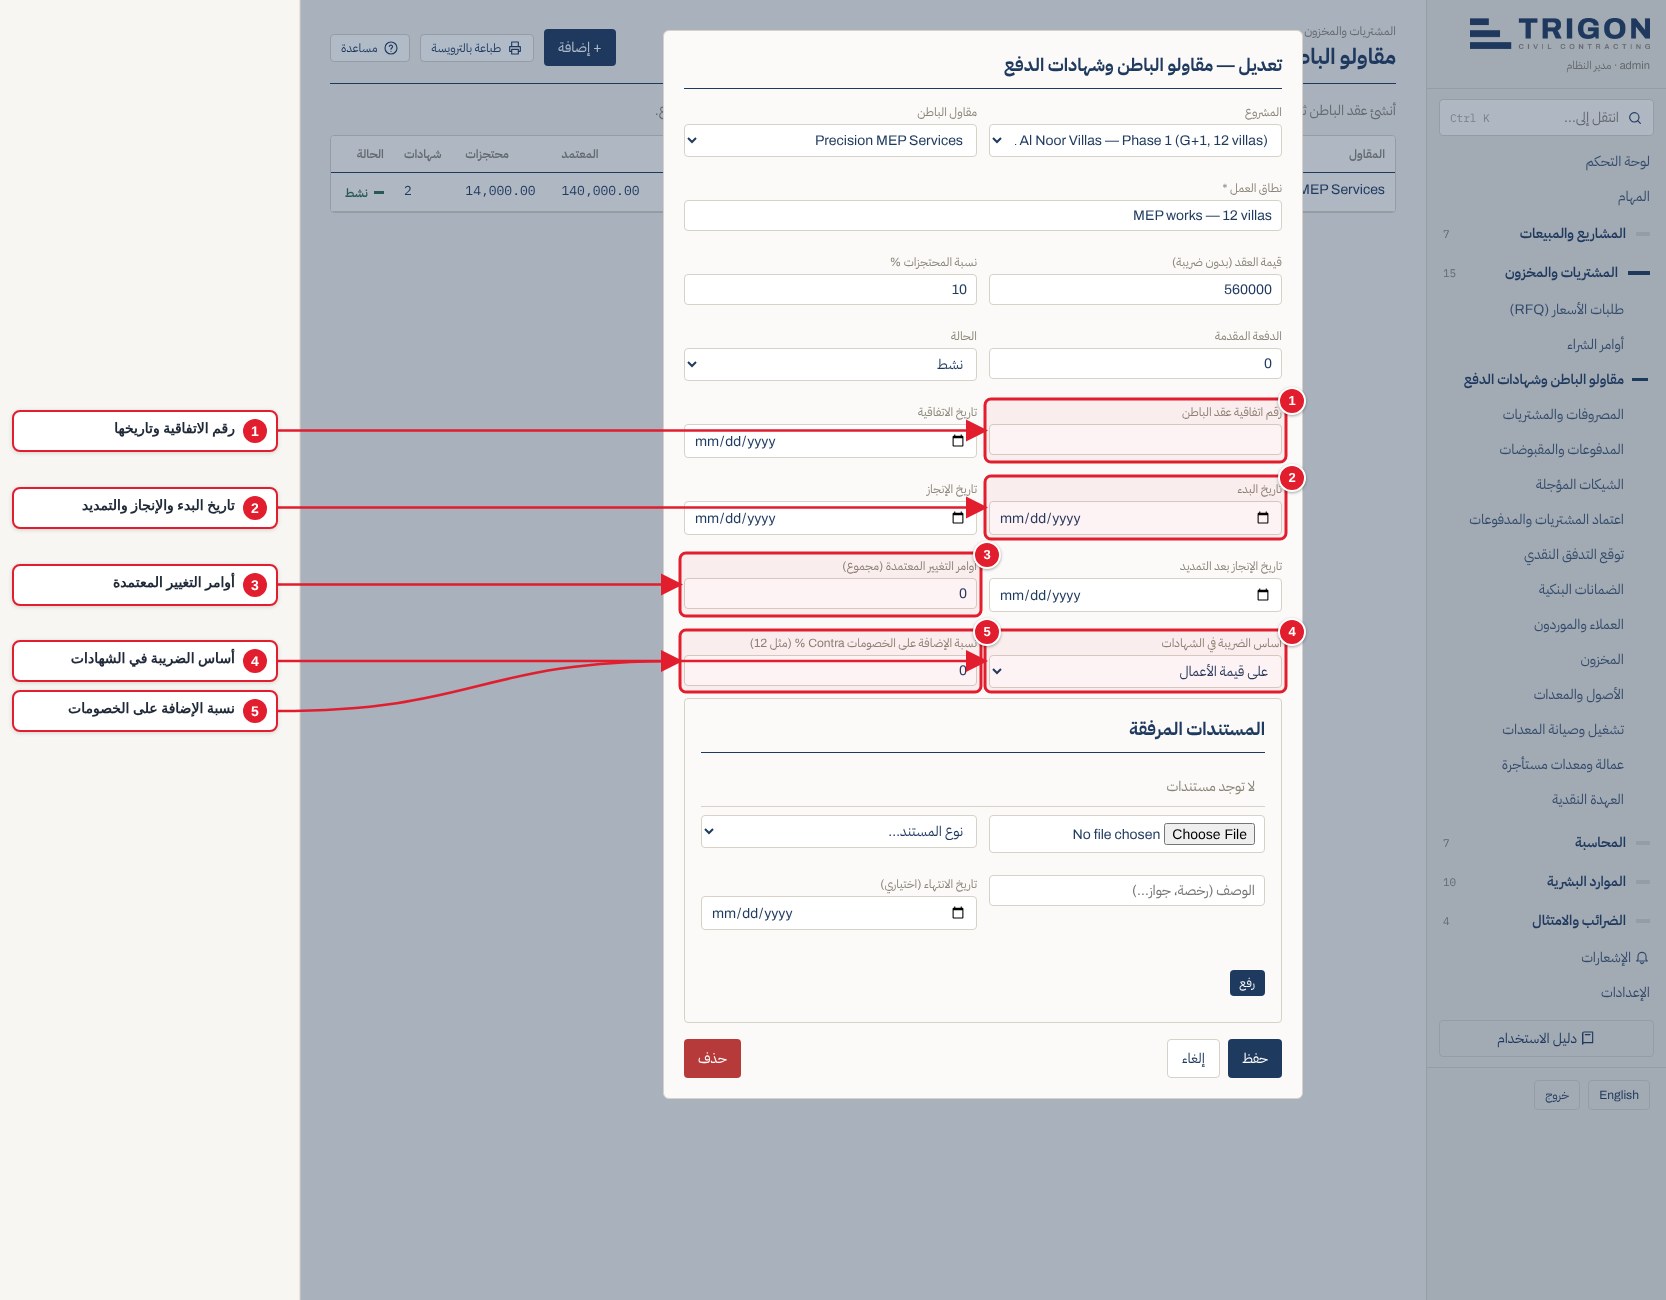 TRIGON
CIVIL CONTRACTING
admin · مدير النظام
انتقل إلى...
Ctrl K
لوحة التحكم
المهام
المشاريع والمبيعات
7
المشتريات والمخزون
15
طلبات الأسعار (RFQ)
أوامر الشراء
مقاولو الباطن وشهادات الدفع
المصروفات والمشتريات
المدفوعات والمقبوضات
الشيكات المؤجلة
اعتماد المشتريات والمدفوعات
توقع التدفق النقدي
الضمانات البنكية
العملاء والموردون
المخزون
الأصول والمعدات
تشغيل وصيانة المعدات
عمالة ومعدات مستأجرة
العهدة النقدية
المحاسبة
7
الموارد البشرية
10
الضرائب والامتثال
4
الإشعارات
الإعدادات
دليل الاستخدام
English
خروج
المشتريات والمخزون
مقاولو
+ إضافة
طباعة بالترويسة
مساعدة
أنشئ عقد الباطن
المقاول
المعتمد
محتجزات
شهادات
الحالة
MEP Services
140,000.00
14,000.00
2
نشط
تعديل — مقاولو الباطن وشهادات الدفع
المشروع
مقاول الباطن
. Al Noor Villas — Phase 1 (G+1, 12 villas)
Precision MEP Services
نطاق العمل *
MEP works — 12 villas
قيمة العقد (بدون ضريبة)
نسبة المحتجزات %
560000
10
الدفعة المقدمة
الحالة
0
نشط
1
رقم اتفاقية عقد الباطن
تاريخ الاتفاقية
mm/dd/yyyy
2
تاريخ البدء
تاريخ الإنجاز
mm/dd/yyyy
mm/dd/yyyy
3
تاريخ الإنجاز بعد التمديد
أوامر التغيير المعتمدة (مجموع)
mm/dd/yyyy
0
4
5
أساس الضريبة في الشهادات
نسبة الإضافة على الخصومات Contra % (مثل 12)
على قيمة الأعمال
0
المستندات المرفقة
لا توجد مستندات
Choose File No file chosen
نوع المستند...
الوصف (رخصة، جواز...)
تاريخ الانتهاء (اختياري)
mm/dd/yyyy
رفع
حفظ
إلغاء
حذف
1 رقم الاتفاقية وتاريخها
2 تاريخ البدء والإنجاز والتمديد
3 أوامر التغيير المعتمدة
4 أساس الضريبة في الشهادات
5 نسبة الإضافة على الخصومات